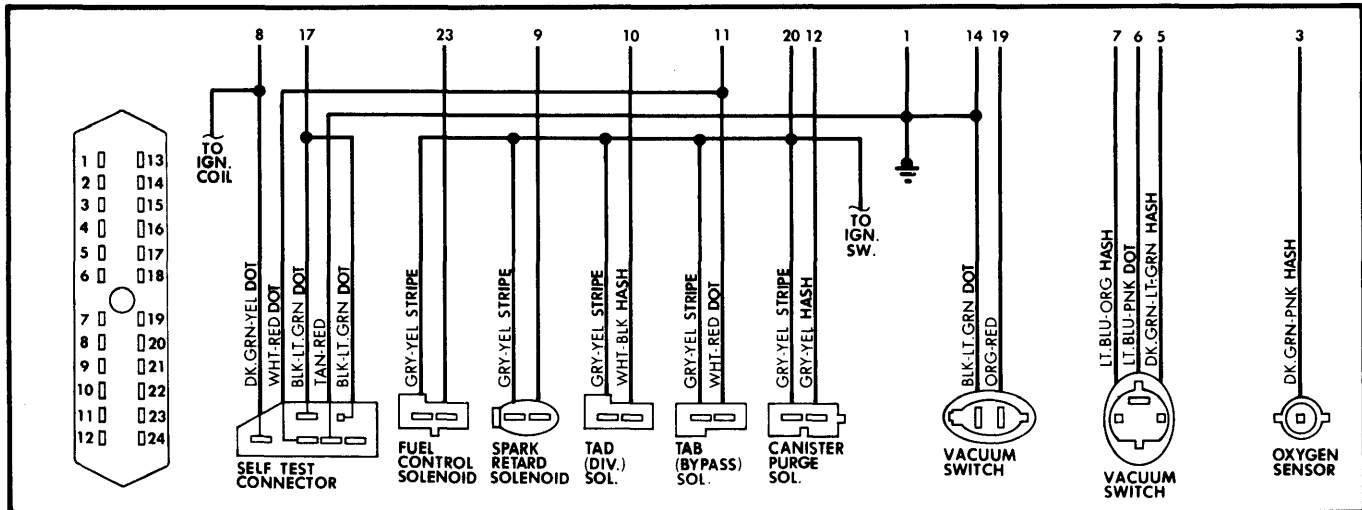 8 17 23 9 10 11 20 12 1 14 19 7 6 5 3
TO
IGN.
COIL
TO
IGN.
SW.
1 13
2 14
3 15
4 16
5 17
6 18
7 19
8 20
9 21
10 22
11 23
12 24
DK.GRN-YEL DOT
WHT-RED DOT
BLK-LT.GRN DOT
TAN-RED
BLK-LT.GRN DOT
GRY-YEL STRIPE
GRY-YEL STRIPE
GRY-YEL STRIPE
WHT-BLK HASH
GRY-YEL STRIPE
WHT-RED DOT
GRY-YEL STRIPE
GRY-YEL HASH
BLK-LT.GRN DOT
ORG-RED
LT.BLU-ORG HASH
LT.BLU-PNK DOT
DK.GRN-LT-GRN HASH
DK.GRN-PNK HASH
SELF TEST
CONNECTOR
FUEL
CONTROL
SOLENOID
SPARK
RETARD
SOLENOID
TAD
(DIV.)
SOL.
TAB
(BYPASS)
SOL.
CANISTER
PURGE
SOL.
VACUUM
SWITCH
VACUUM
SWITCH
OXYGEN
SENSOR